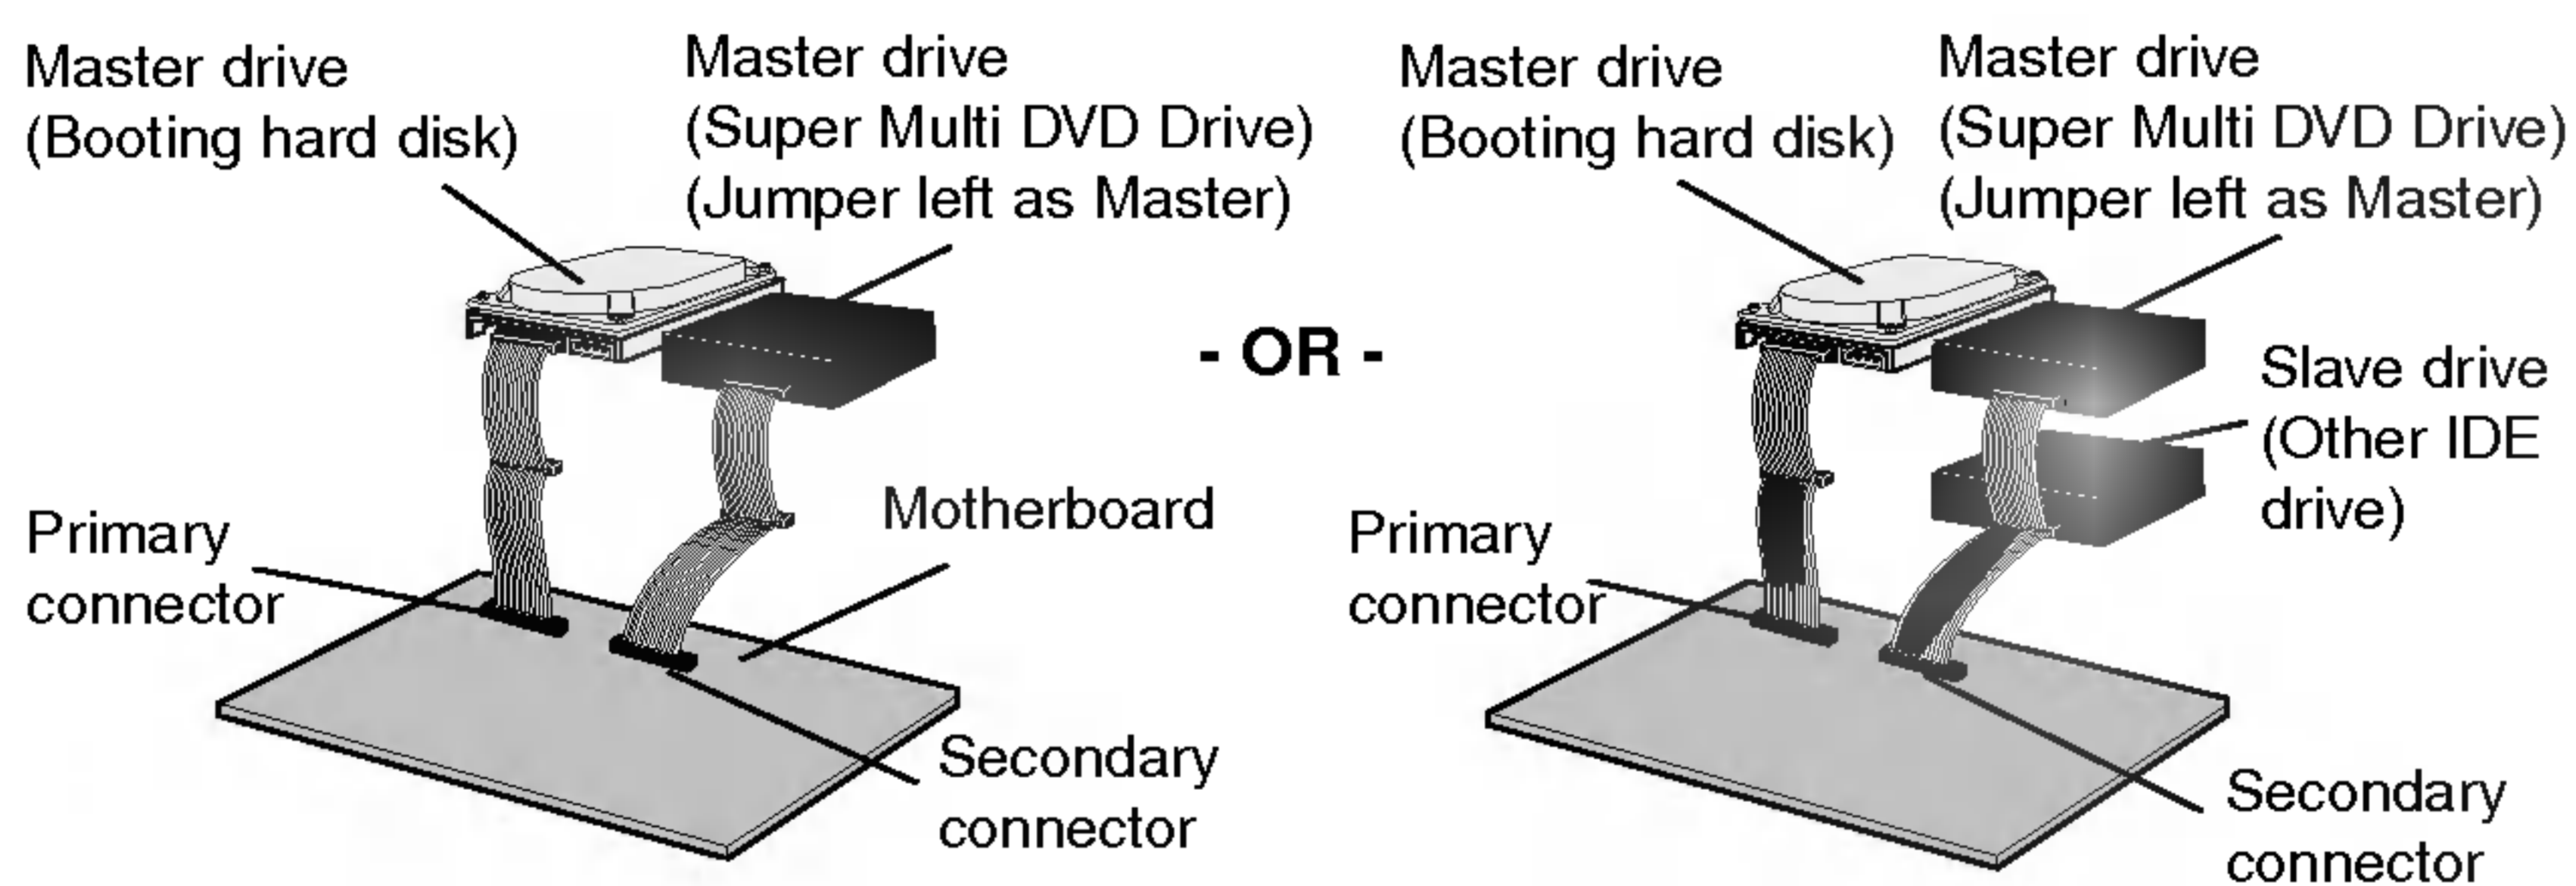 Master drive
(Booting hard disk)
Master drive
(Super Multi DVD Drive)
(Jumper left as Master)
Primary
connector
Motherboard
Secondary
connector
- OR -
Master drive
(Booting hard disk)
Master drive
(Super Multi DVD Drive)
(Jumper left as Master)
Slave drive
(Other IDE
drive)
Primary
connector
Secondary
connector